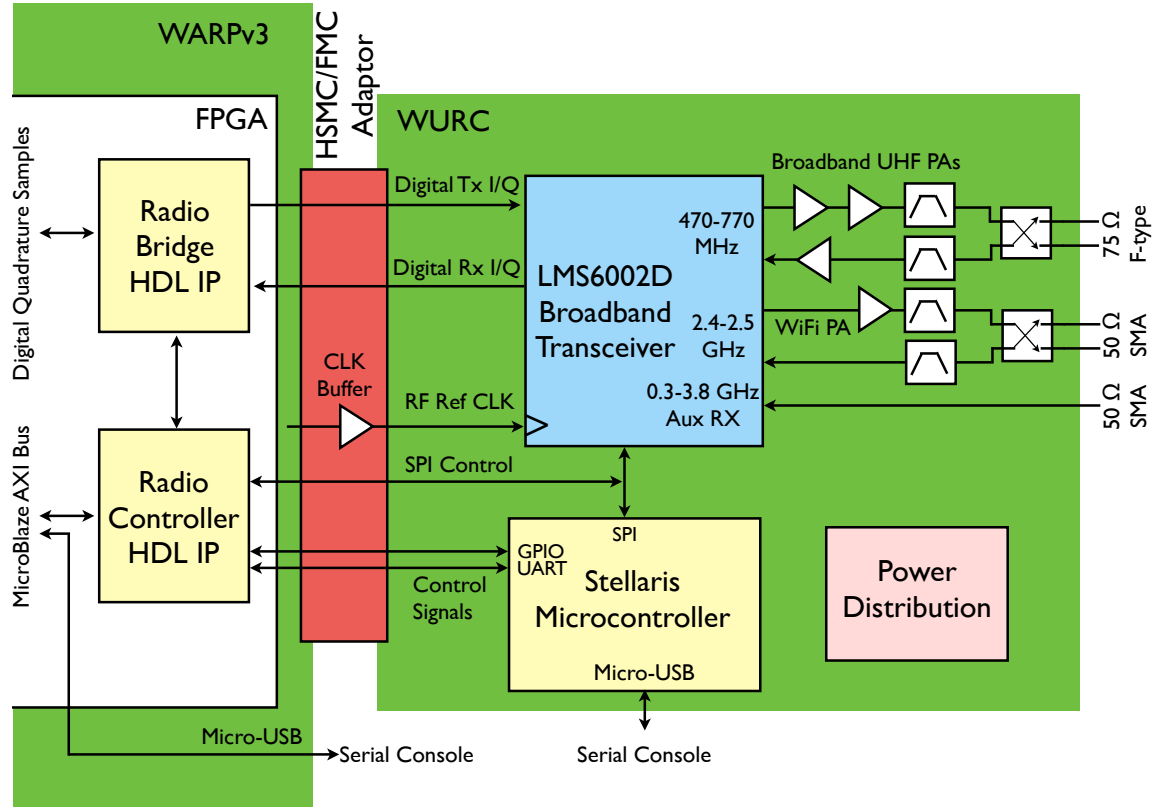 WARPv3
FPGA
HSMC/FMC
Adaptor
WURC
Digital Quadrature Samples
MicroBlaze AXI Bus
Radio
Bridge
HDL IP
Radio
Controller
HDL IP
CLK
Buffer
Digital Tx I/Q
Digital Rx I/Q
RF Ref CLK
SPI Control
Control
Signals
LMS6002D
Broadband
Transceiver
470-770
MHz
2.4-2.5
GHz
0.3-3.8 GHz
Aux RX
Broadband UHF PAs
WiFi PA
75 Ω
F-type
50 Ω
SMA
50 Ω
SMA
SPI
GPIO
UART
Stellaris
Microcontroller
Micro-USB
Power
Distribution
Micro-USB
Serial Console
Serial Console